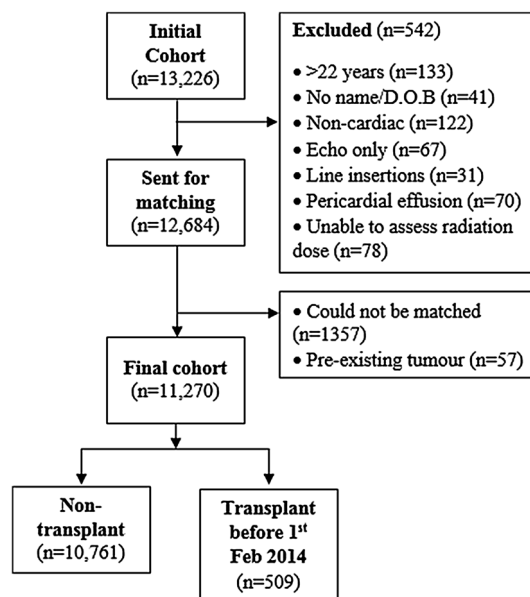 Initial
Cohort
(n=13,226)
Excluded (n=542)
• >22 years (n=133)
• No name/D.O.B (n=41)
• Non-cardiac (n=122)
• Echo only (n=67)
• Line insertions (n=31)
• Pericardial effusion (n=70)
• Unable to assess radiation
dose (n=78)
Sent for
matching
(n=12,684)
• Could not be matched
(n=1357)
• Pre-existing tumour (n=57)
Final cohort
(n=11,270)
Non-
transplant
(n=10,761)
Transplant
before 1st
Feb 2014
(n=509)